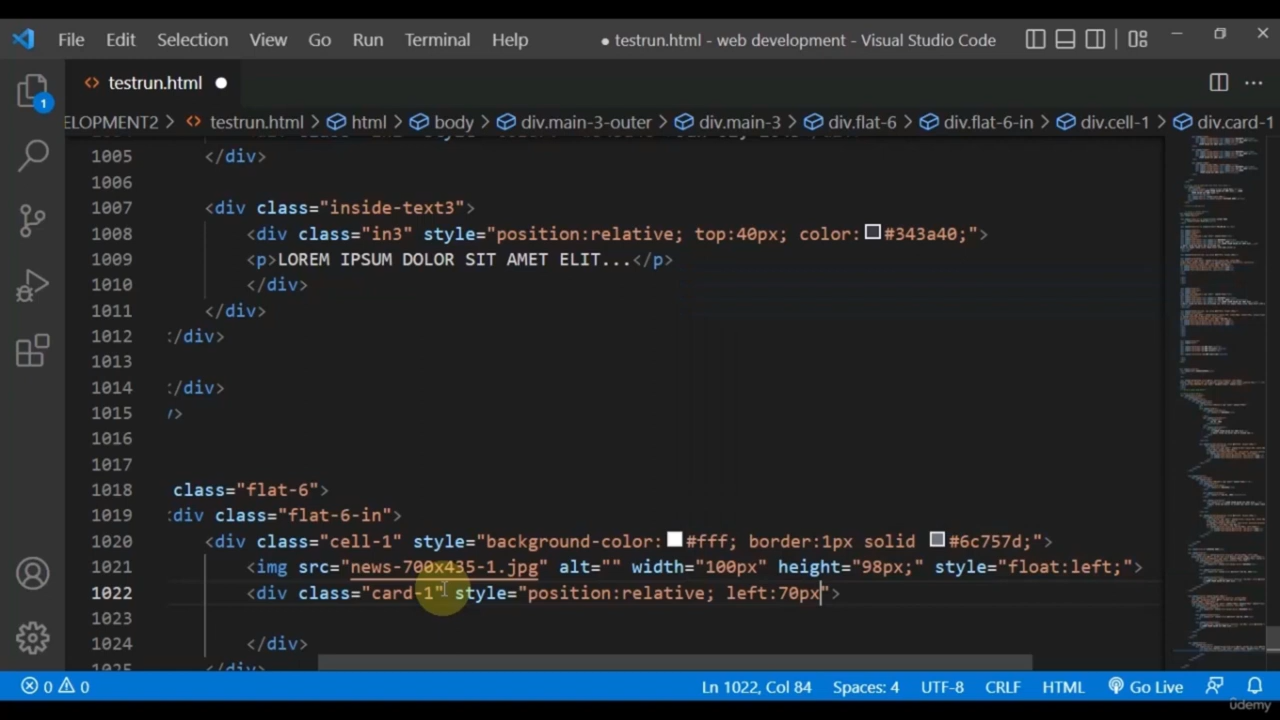 File Edit Selection View Go Run Terminal Help ● testrun.html - web development - Visual Studio Code
<> testrun.html ●
ELOPMENT2 > <> testrun.html > html > body > div.main-3-outer > div.main-3 > div.flat-6 > div.flat-6-in > div.cell-1 > div.card-1
1005 </div>
1006
1007 <div class="inside-text3">
1008 <div class="in3" style="position:relative; top:40px; color:#343a40;">
1009 <p>LOREM IPSUM DOLOR SIT AMET ELIT...</p>
1010 </div>
1011 </div>
1012 :/div>
1013
1014 :/div>
1015 />
1016
1017
1018 class="flat-6">
1019 :div class="flat-6-in">
1020 <div class="cell-1" style="background-color:#fff; border:1px solid #6c757d;">
1021 <img src="news-700x435-1.jpg" alt="" width="100px" height="98px;" style="float:left;">
1022 <div class="card-1" style="position:relative; left:70px">
1023
1024 </div>
1025 </div>
1
0 0 Ln 1022, Col 84 Spaces: 4 UTF-8 CRLF HTML Go Live
ûdemy